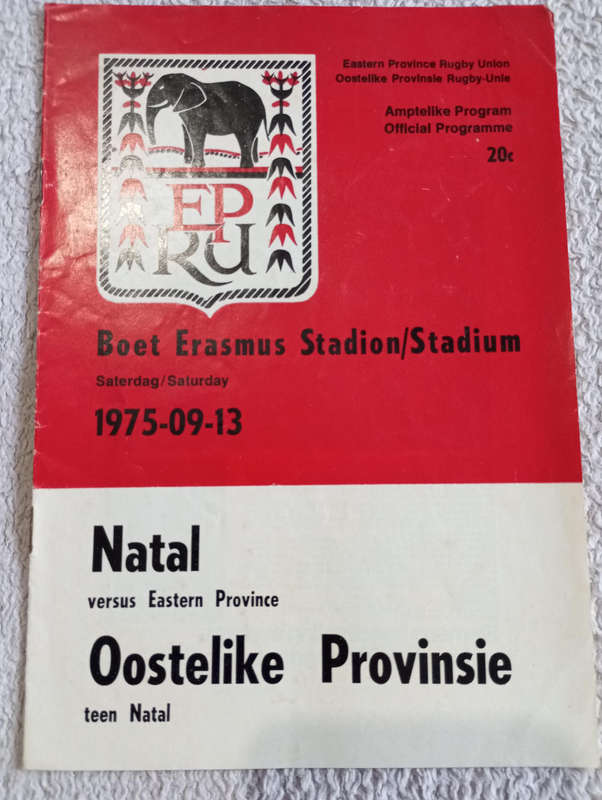 Eastern Province Rugby Union
Oostelike Provinsie Rugby-Unie
Amptelike Program
Official Programme
20c
EP
RU
Boet Erasmus Stadion/Stadium
Saterdag/Saturday
1975-09-13
Natal
versus Eastern Province
Oostelike Provinsie
teen Natal